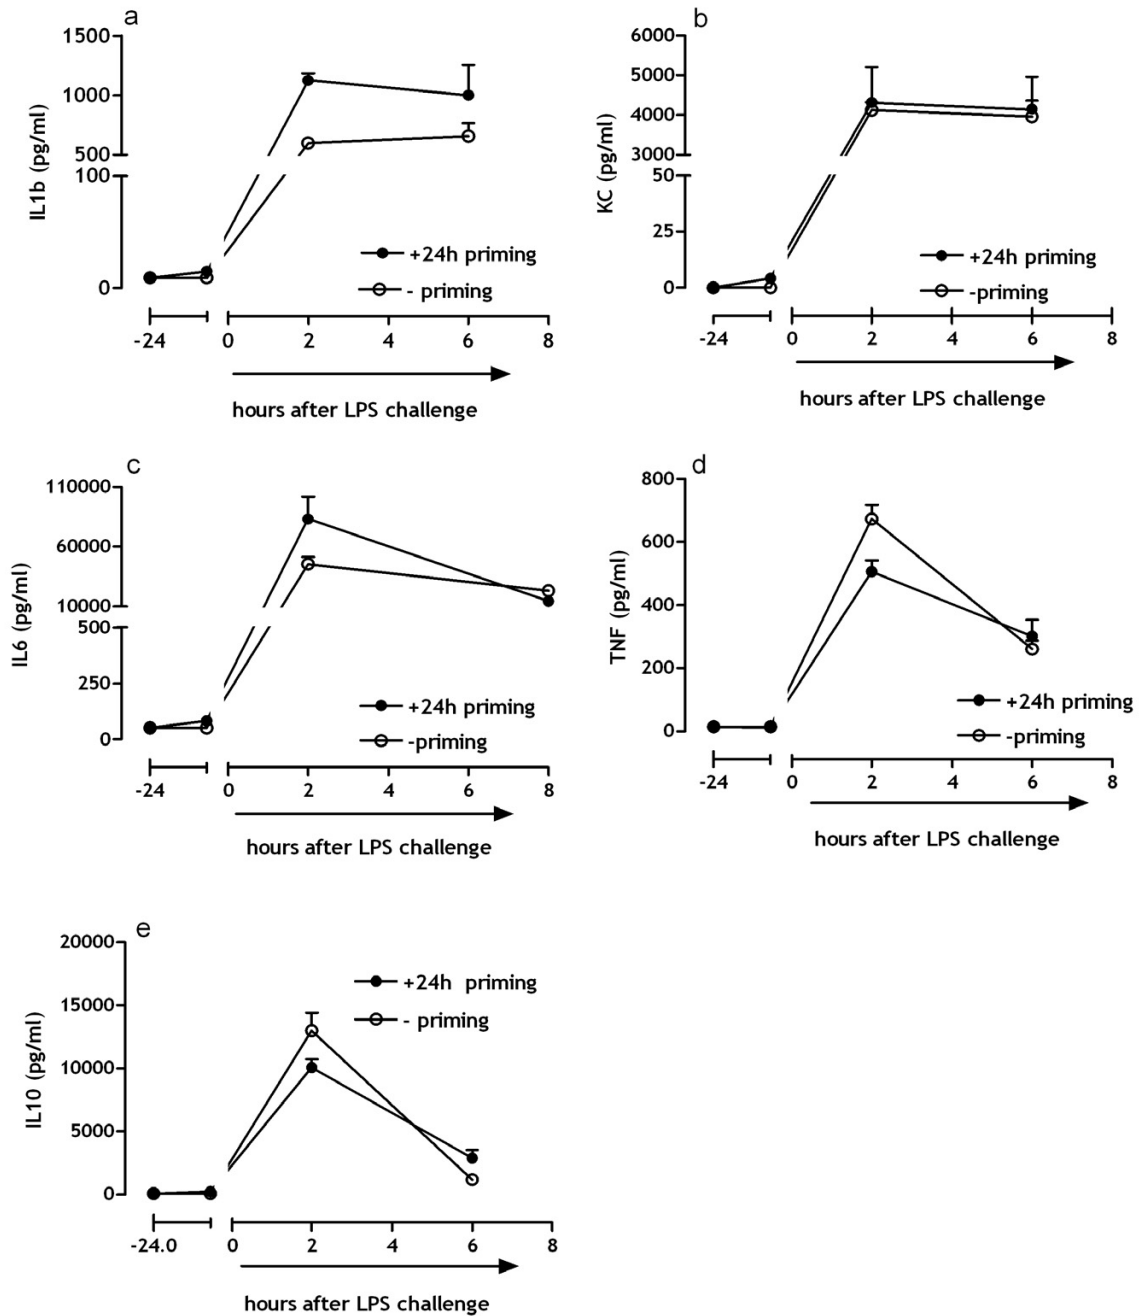 a
1500
1000
500
100
0
IL1b (pg/ml)
+24h priming
- priming
-24 0 2 4 6 8
hours after LPS challenge
b
6000
5000
4000
3000
50
25
0
KC (pg/ml)
+24h priming
-priming
-24 0 2 4 6 8
hours after LPS challenge
c
110000
60000
10000
500
250
0
IL6 (pg/ml)
+24h priming
-priming
-24 0 2 4 6 8
hours after LPS challenge
d
800
600
400
200
0
TNF (pg/ml)
+24h priming
-priming
-24 0 2 4 6 8
hours after LPS challenge
e
20000
15000
10000
5000
0
IL10 (pg/ml)
+24h priming
- priming
-24.0 0 2 4 6 8
hours after LPS challenge